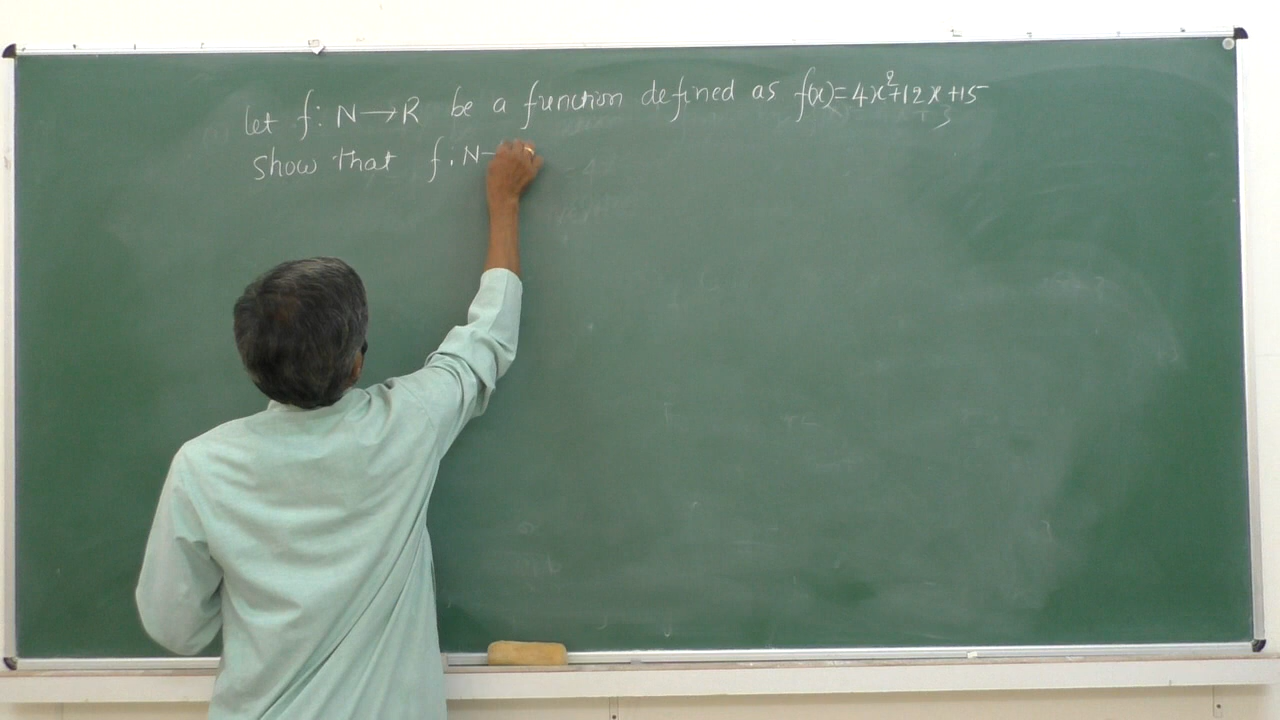 let f: N→R be a function defined as f(x)=4x²+12x+15
show that f:N–